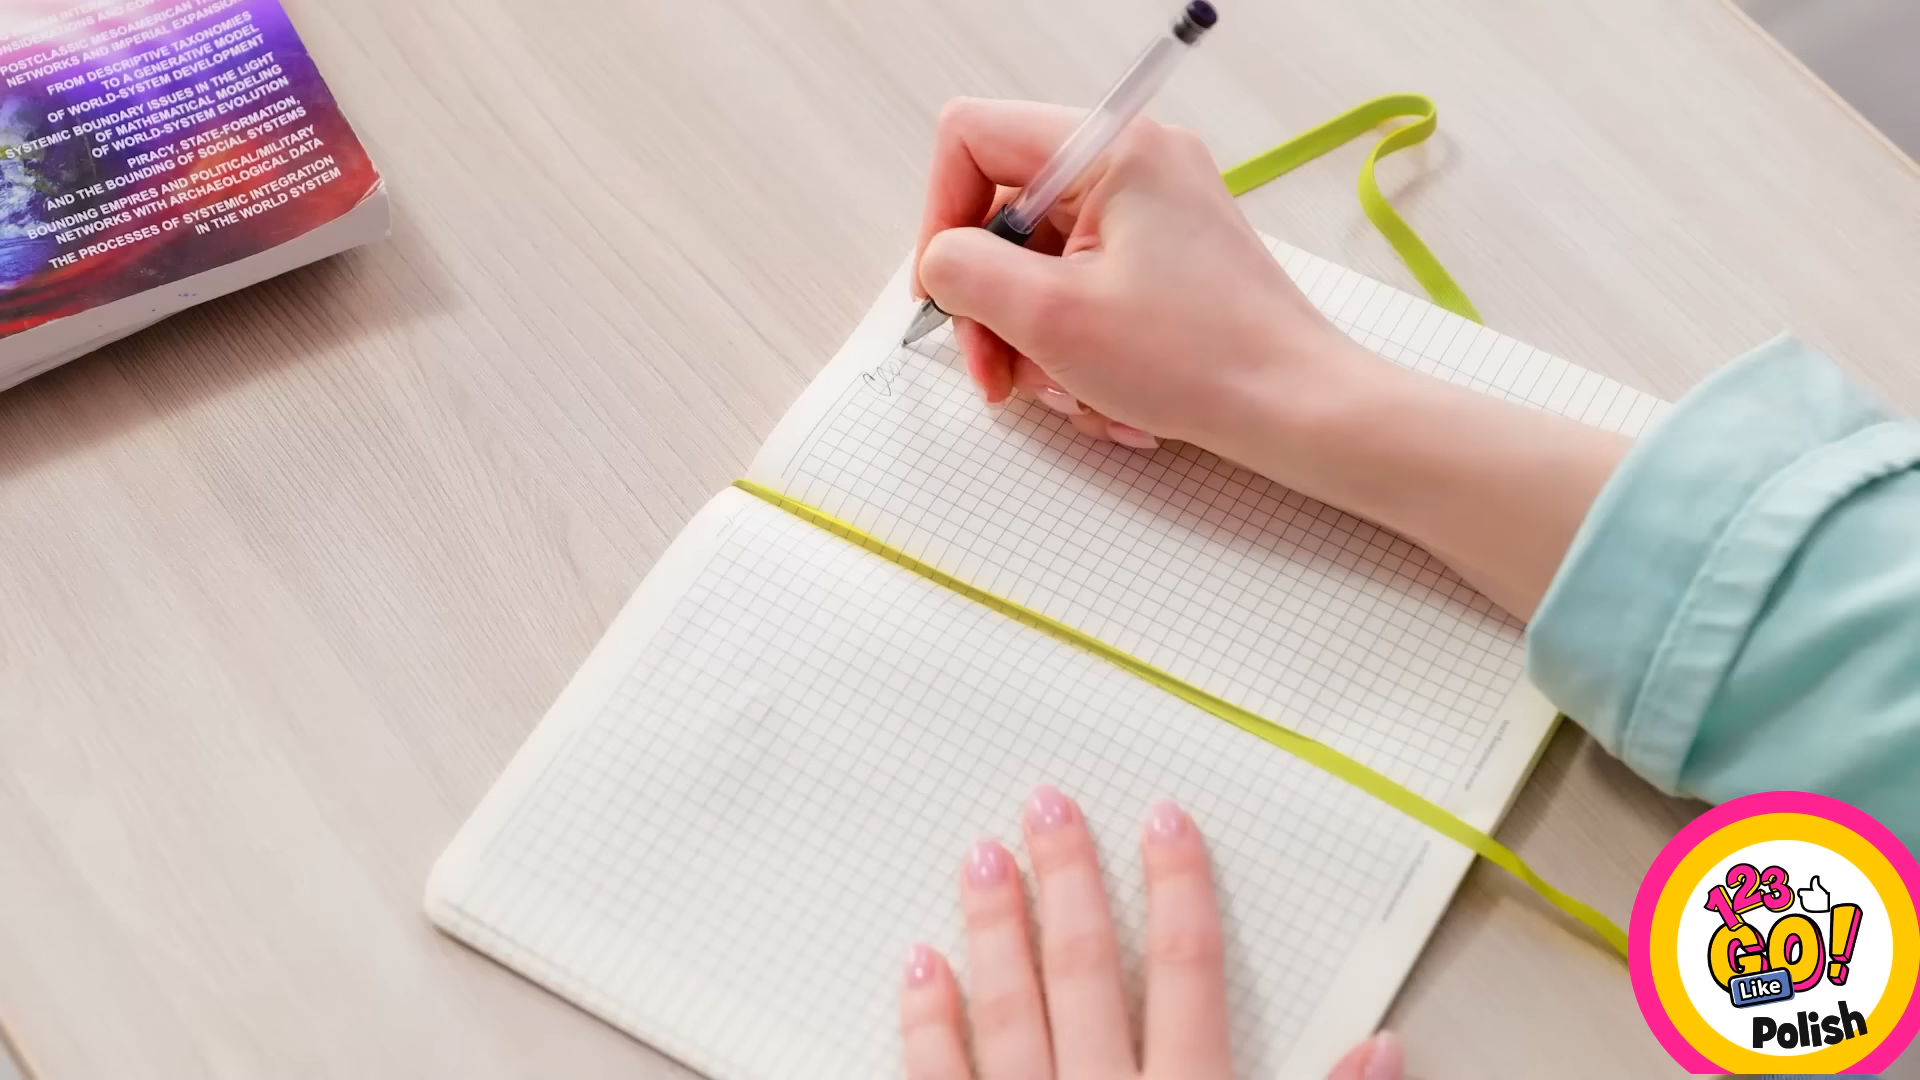 POSTCLASSIC MESOAMERICAN
NETWORKS AND IMPERIAL EXPANSION
FROM DESCRIPTIVE TAXONOMIES
TO A GENERATIVE MODEL
OF WORLD-SYSTEM DEVELOPMENT
SYSTEMIC BOUNDARY ISSUES IN THE LIGHT
OF MATHEMATICAL MODELING
OF WORLD-SYSTEM EVOLUTION
PIRACY, STATE-FORMATION,
AND THE BOUNDING OF SOCIAL SYSTEMS
BOUNDING EMPIRES AND POLITICAL/MILITARY
NETWORKS WITH ARCHAEOLOGICAL DATA
THE PROCESSES OF SYSTEMIC INTEGRATION
IN THE WORLD SYSTEM
123
GO!
Like
Polish